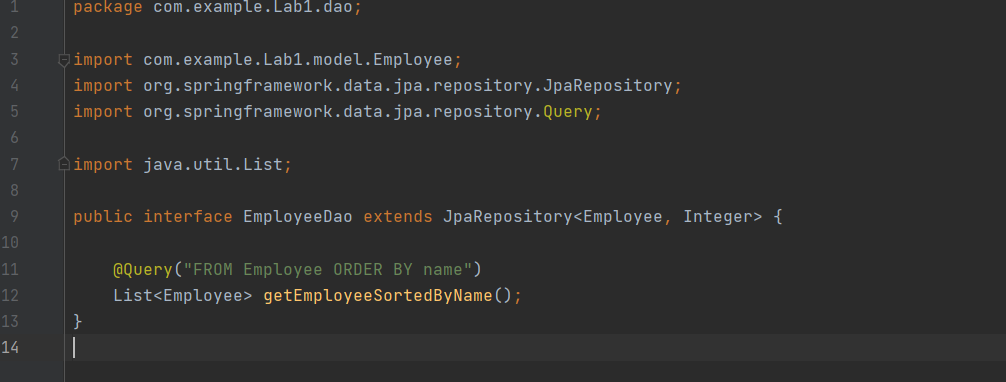 1 package com.example.Lab1.dao;
2
3 import com.example.Lab1.model.Employee;
4 import org.springframework.data.jpa.repository.JpaRepository;
5 import org.springframework.data.jpa.repository.Query;
6
7 import java.util.List;
8
9 public interface EmployeeDao extends JpaRepository<Employee, Integer> {
10
11     @Query("FROM Employee ORDER BY name")
12     List<Employee> getEmployeeSortedByName();
13 }
14